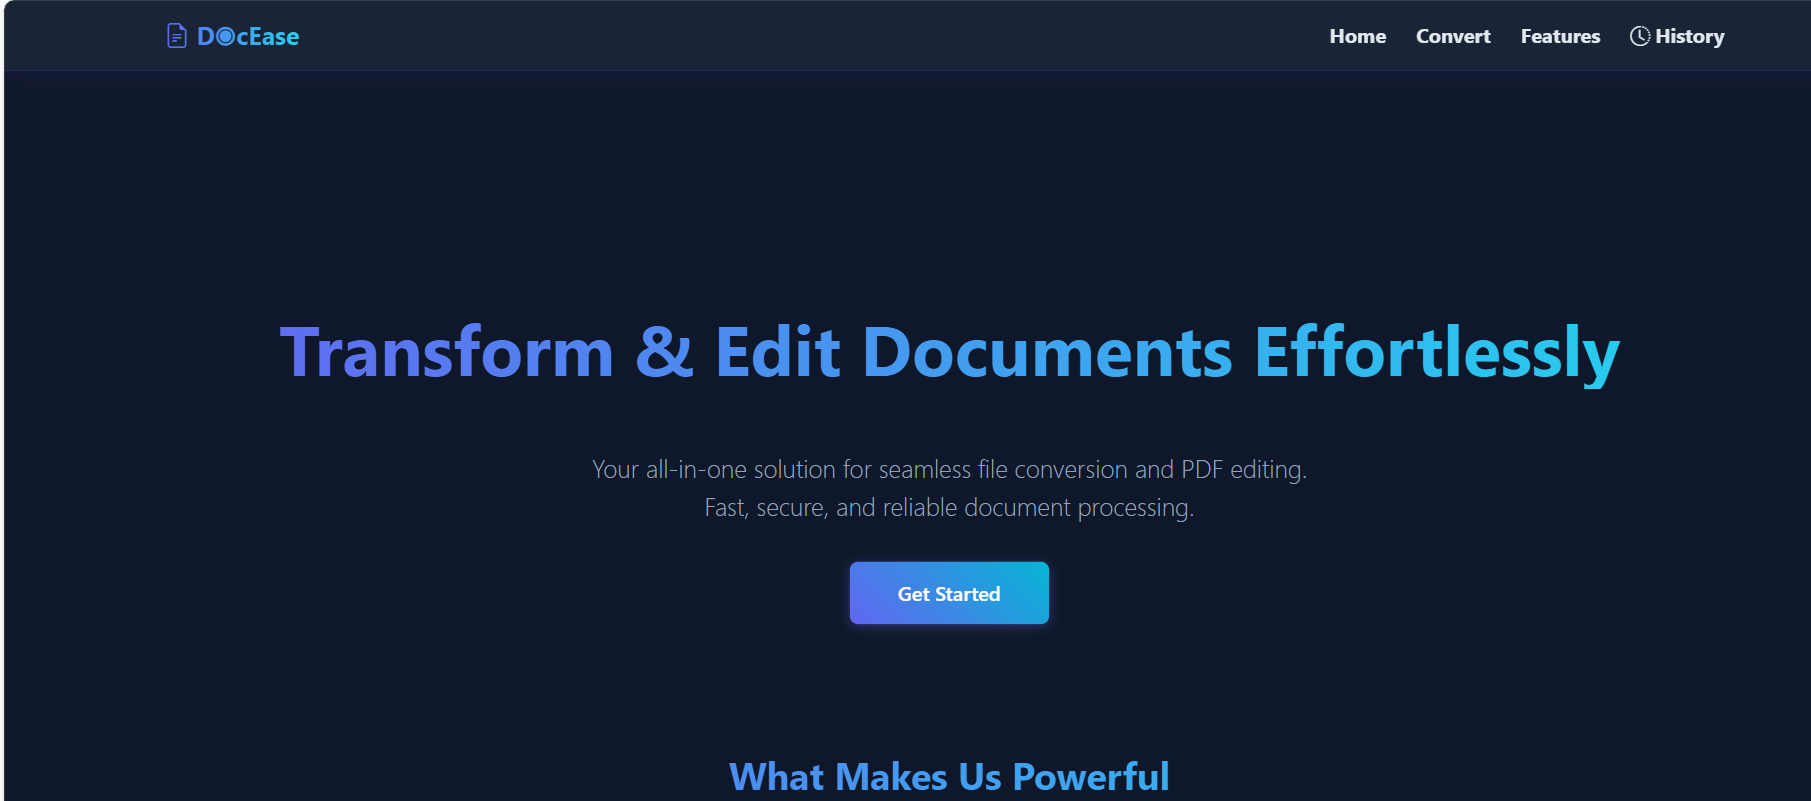 D◉cEase
Home Convert Features History
Transform & Edit Documents Effortlessly
Your all-in-one solution for seamless file conversion and PDF editing.
Fast, secure, and reliable document processing.
Get Started
What Makes Us Powerful